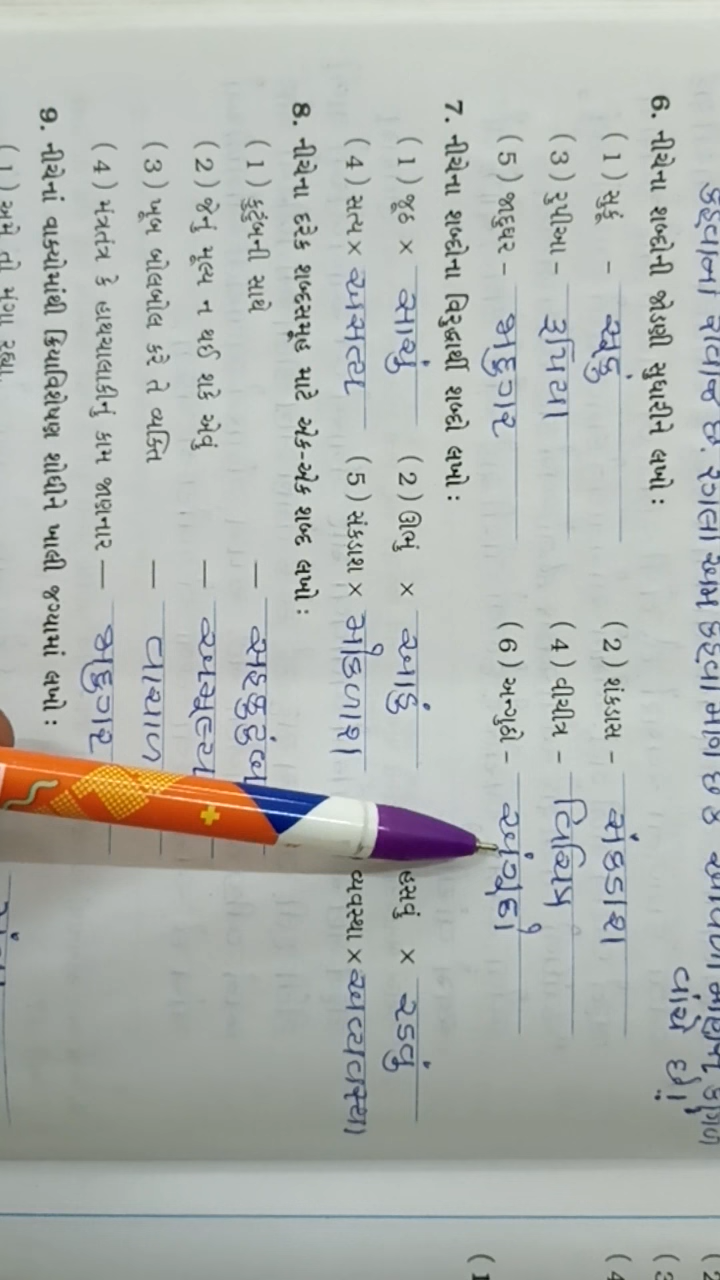 6. નીચેના શબ્દોની જોડણી સુધારીને લખો :
(1) સુકૂં – સૂકું (2) શંકડાસ – સંકડાશ
(3) રુપીઆ – રૂપિયા (4) વીચીત્ર – વિચિત્ર
(5) જાદુઘર – જાદુગર (6) અન્ગુઠો – અંગૂઠો
7. નીચેના શબ્દોના વિરુદ્ધાર્થી શબ્દો લખો :
(1) જૂઠ × સાચું (2) ઊભું × આડું હસવું × રડવું
(4) સત્ય × અસત્ય (5) સંકડાશ × મોકળાશ વ્યવસ્થા × અવ્યવસ્થા
8. નીચેના દરેક શબ્દસમૂહ માટે એક-એક શબ્દ લખો :
(1) કુટુંબની સાથે — સહકુટુંબ
(2) જેનું મૂલ્ય ન થઈ શકે એવું — અમૂલ્ય
(3) ખૂબ બોલબોલ કરે તે વ્યક્તિ — વાચાળ
(4) મંત્રતંત્ર કે હાથચાલાકીનું કામ જાણનાર — જાદુગર
9. નીચેનાં વાક્યોમાંથી ક્રિયાવિશેષણ શોધીને ખાલી જગ્યામાં લખો :
(1) અમે તો મૂંગા રહ્યા